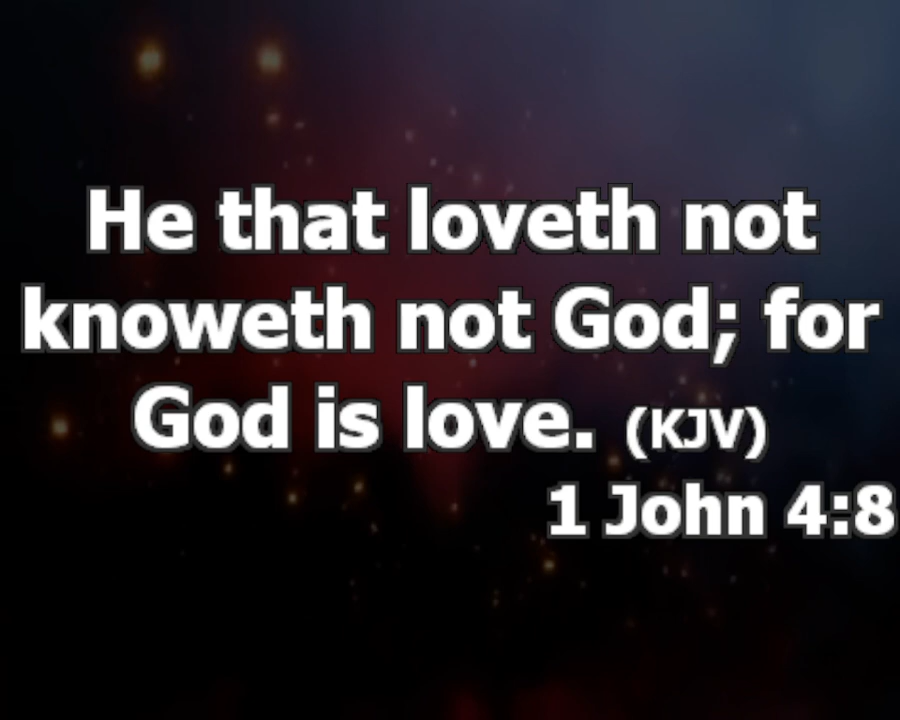 He that loveth not
knoweth not God; for
God is love. (KJV)
1 John 4:8